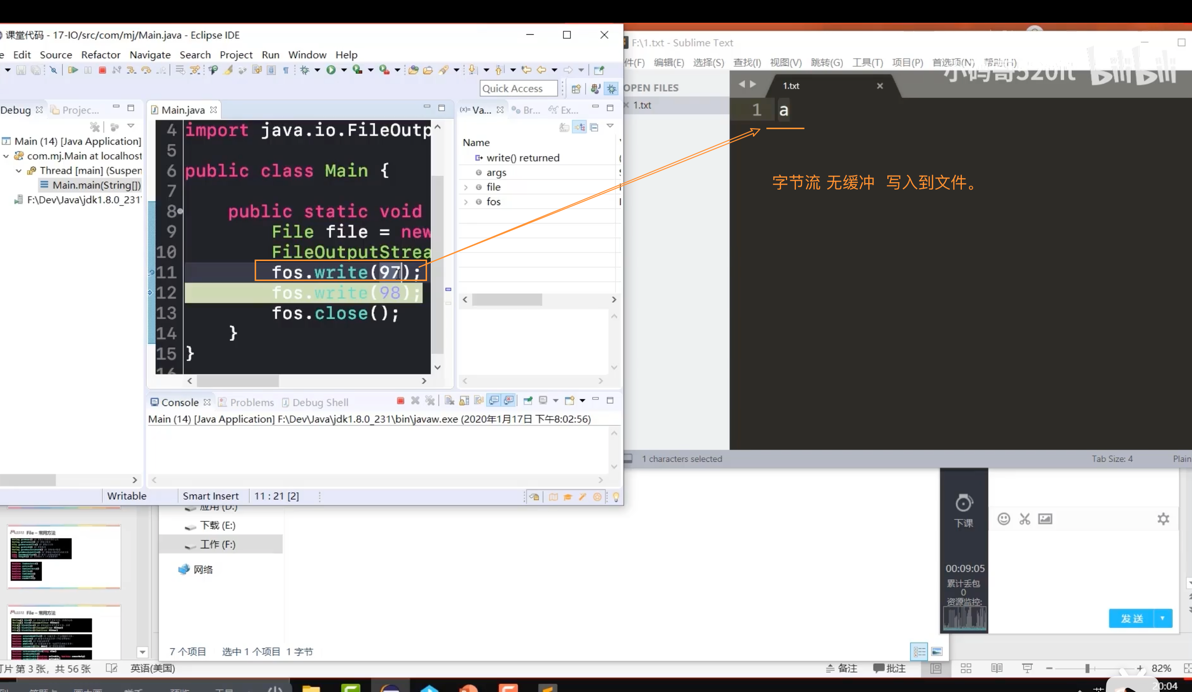 课堂代码 - 17-IO/src/com/mj/Main.java - Eclipse IDE
Edit Source Refactor Navigate Search Project Run Window Help
Quick Access
Debug
Projec...
Main (14) [Java Application]
com.mj.Main at localhost
Thread [main] (Suspen
Main.main(String[])
F:\Dev\Java\jdk1.8.0_231\
Main.java
4 import java.io.FileOutp
5
6 public class Main {
7
8 public static void
9 File file = new
10 FileOutputStrea
11 fos.write(97);
12 fos.write(98);
13 fos.close();
14 }
15 }
16
Va...
Br...
Ex...
Name
write() returned
args
file
fos
Console
Problems
Debug Shell
Main (14) [Java Application] F:\Dev\Java\jdk1.8.0_231\bin\javaw.exe (2020年1月17日 下午8:02:56)
Writable
Smart Insert
11 : 21 [2]
F:\1.txt - Sublime Text
编辑(E) 选择(S) 查找(I) 视图(V) 跳转(G) 工具(T) 项目(P) 首选项(N) 帮助(H)
小码哥520it bilibili
OPEN FILES
1.txt
1.txt
1 a
字节流 无缓冲 写入到文件。
1 characters selected
Tab Size: 4
Plain
应用 (D:)
下载 (E:)
工作 (F:)
网络
7 个项目 选中 1 个项目 1 字节
下课
00:09:05
累计丢包
0
资源监控:
发送
片 第 3 张，共 56 张
英语(美国)
备注
批注
82%
20:04